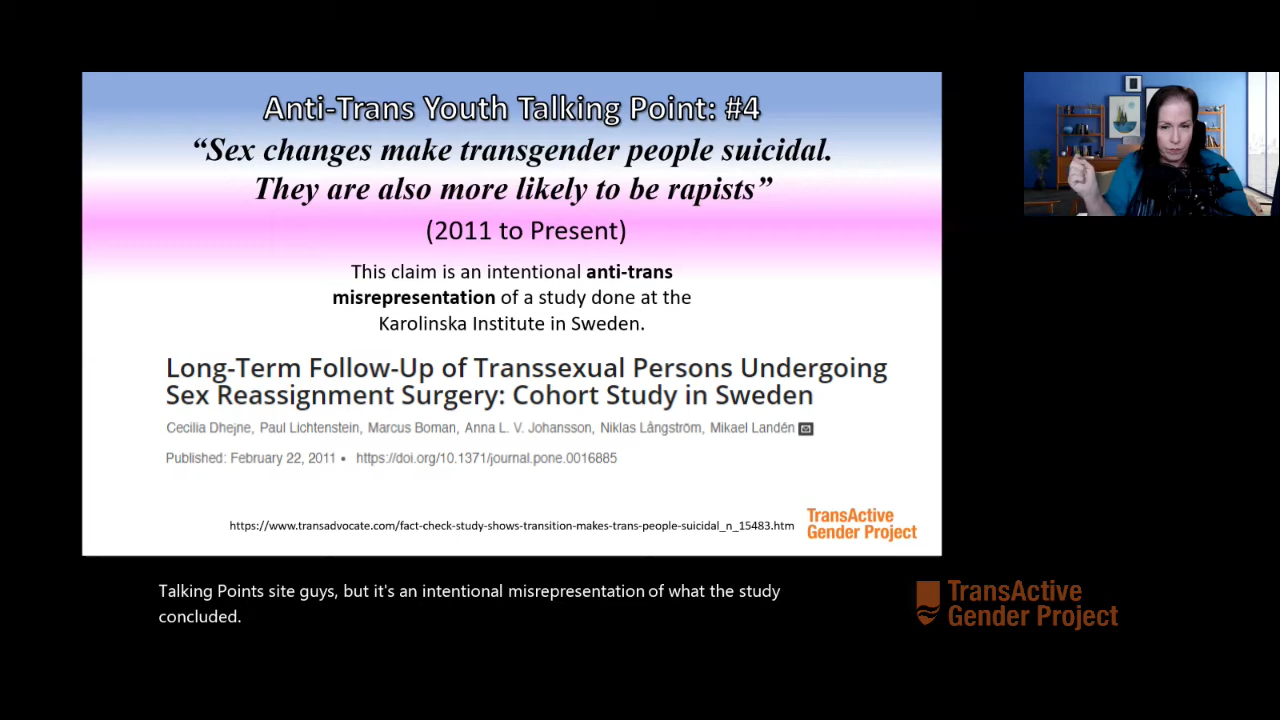 Anti-Trans Youth Talking Point: #4
“Sex changes make transgender people suicidal.
They are also more likely to be rapists”
(2011 to Present)
This claim is an intentional anti-trans
misrepresentation of a study done at the
Karolinska Institute in Sweden.
Long-Term Follow-Up of Transsexual Persons Undergoing
Sex Reassignment Surgery: Cohort Study in Sweden
Cecilia Dhejne, Paul Lichtenstein, Marcus Boman, Anna L. V. Johansson, Niklas Långström, Mikael Landén
Published: February 22, 2011 • https://doi.org/10.1371/journal.pone.0016885
https://www.transadvocate.com/fact-check-study-shows-transition-makes-trans-people-suicidal_n_15483.htm
TransActive
Gender Project
Talking Points site guys, but it's an intentional misrepresentation of what the study
concluded.
TransActive
Gender Project